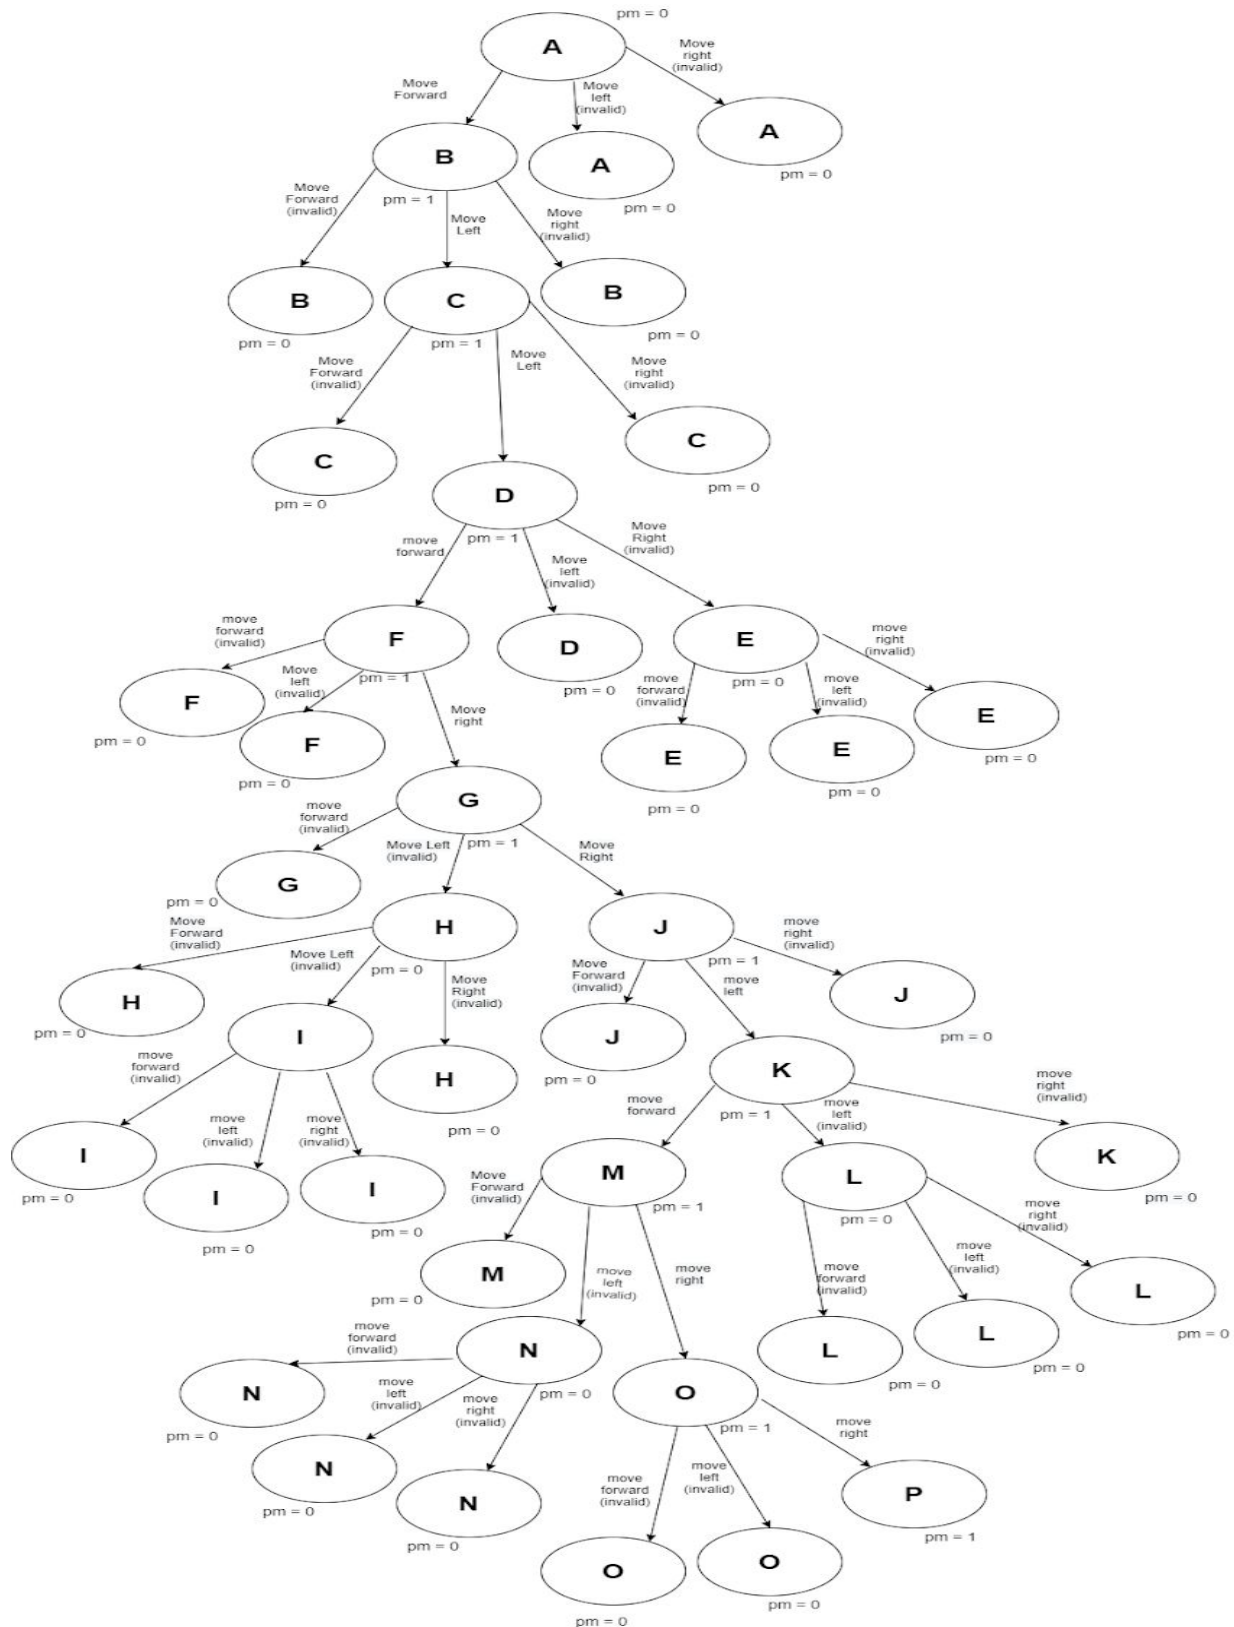 pm = 0
A
Move
right
(invalid)
Move
Forward
Move
left
(invalid)
A
pm = 0
B
A
pm = 0
pm = 1
Move
Forward
(invalid)
Move
Left
Move
right
(invalid)
B
pm = 0
C
pm = 1
B
pm = 0
Move
Forward
(invalid)
Move
Left
Move
right
(invalid)
C
pm = 0
C
pm = 0
D
pm = 1
move
forward
Move
left
(invalid)
Move
Right
(invalid)
F
pm = 1
D
pm = 0
E
pm = 0
move
forward
(invalid)
Move
left
(invalid)
Move
right
move
forward
(invalid)
move
left
(invalid)
move
right
(invalid)
F
pm = 0
F
pm = 0
E
pm = 0
E
pm = 0
E
pm = 0
G
pm = 1
move
forward
(invalid)
Move Left
(invalid)
Move
Right
G
pm = 0
H
pm = 0
J
pm = 1
Move
Forward
(invalid)
Move Left
(invalid)
Move
Right
(invalid)
Move
Forward
(invalid)
move
left
move
right
(invalid)
H
pm = 0
I
H
pm = 0
J
pm = 0
J
pm = 0
K
pm = 1
move
forward
(invalid)
move
left
(invalid)
move
right
(invalid)
move
forward
move
left
(invalid)
move
right
(invalid)
I
pm = 0
I
pm = 0
I
pm = 0
M
pm = 1
L
pm = 0
K
pm = 0
Move
Forward
(invalid)
move
left
(invalid)
move
right
move
forward
(invalid)
move
left
(invalid)
move
right
(invalid)
M
pm = 0
L
pm = 0
L
pm = 0
L
pm = 0
N
pm = 0
O
pm = 1
move
forward
(invalid)
move
left
(invalid)
move
right
(invalid)
move
forward
(invalid)
move
left
(invalid)
move
right
N
pm = 0
N
pm = 0
N
pm = 0
P
pm = 1
O
pm = 0
O
pm = 0